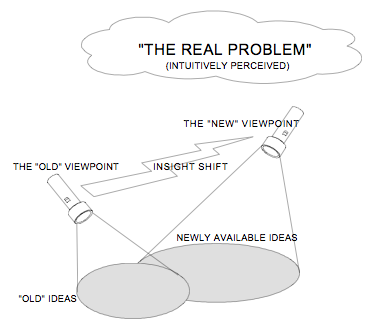 "THE REAL PROBLEM"
(INTUITIVELY PERCEIVED)
THE "NEW" VIEWPOINT
THE "OLD" VIEWPOINT
INSIGHT SHIFT
NEWLY AVAILABLE IDEAS
"OLD" IDEAS